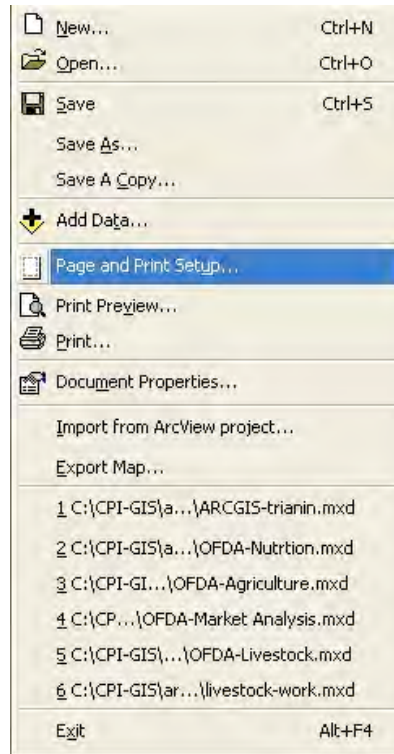 New... Ctrl+N
Open... Ctrl+O
Save Ctrl+S
Save As...
Save A Copy...
Add Data...
Page and Print Setup...
Print Preview...
Print...
Document Properties...
Import from ArcView project...
Export Map...
1 C:\CPI-GIS\a...\ARCGIS-trianin.mxd
2 C:\CPI-GIS\a...\OFDA-Nutrtion.mxd
3 C:\CPI-GI...\OFDA-Agriculture.mxd
4 C:\CP...\OFDA-Market Analysis.mxd
5 C:\CPI-GIS\...\OFDA-Livestock.mxd
6 C:\CPI-GIS\ar...\livestock-work.mxd
Exit Alt+F4